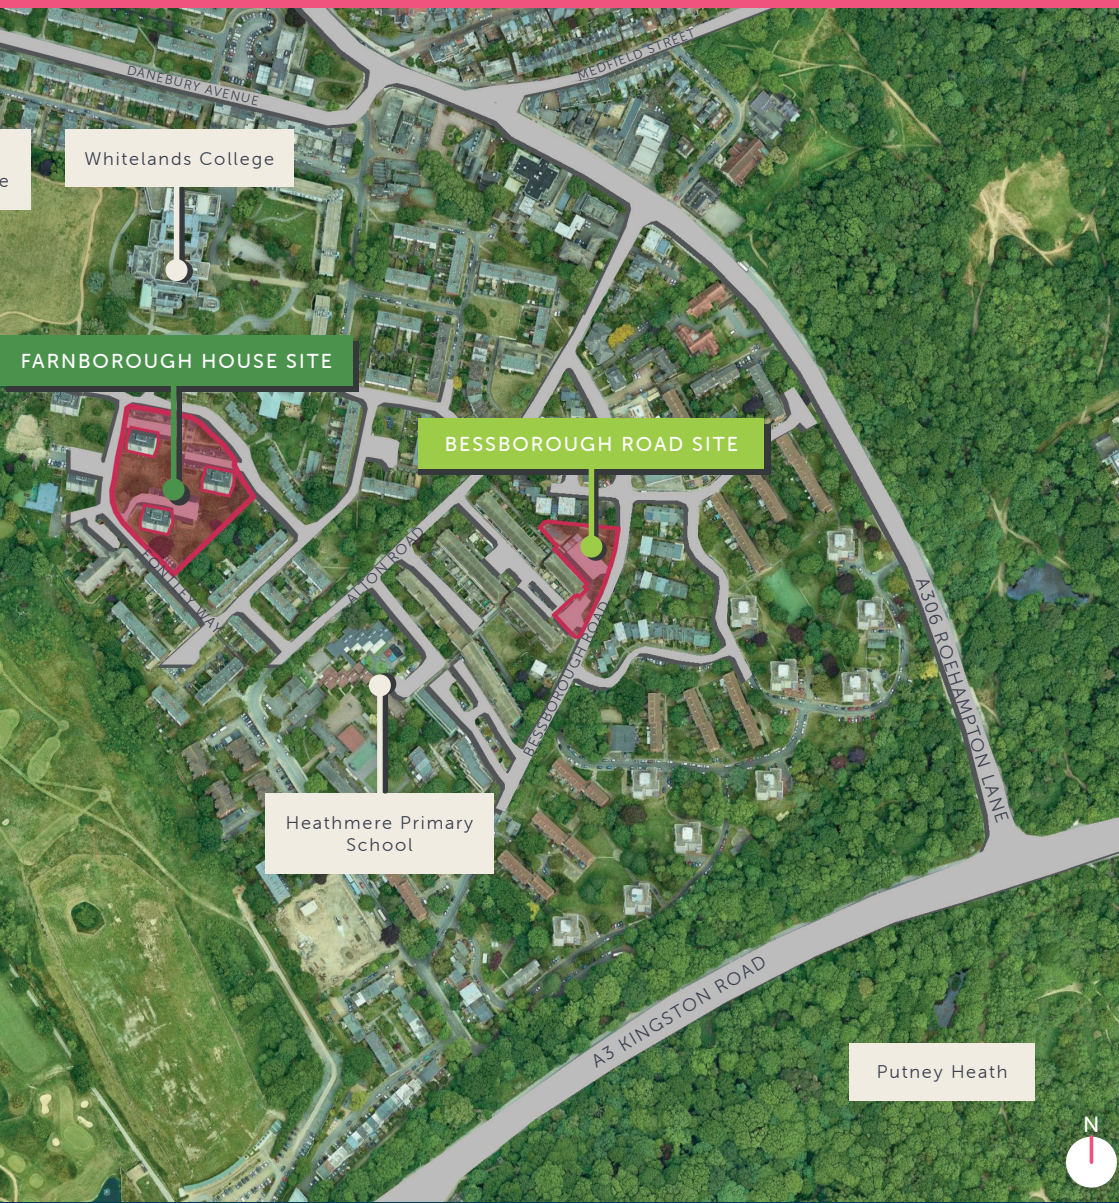 MEDFIELD STREET
DANEBURY AVENUE
e
Whitelands College
FARNBOROUGH HOUSE SITE
BESSBOROUGH ROAD SITE
ALTON ROAD
FONTLEY WAY
BESSBOROUGH ROAD
A306 ROEHAMPTON LANE
Heathmere Primary
School
A3 KINGSTON ROAD
Putney Heath
N